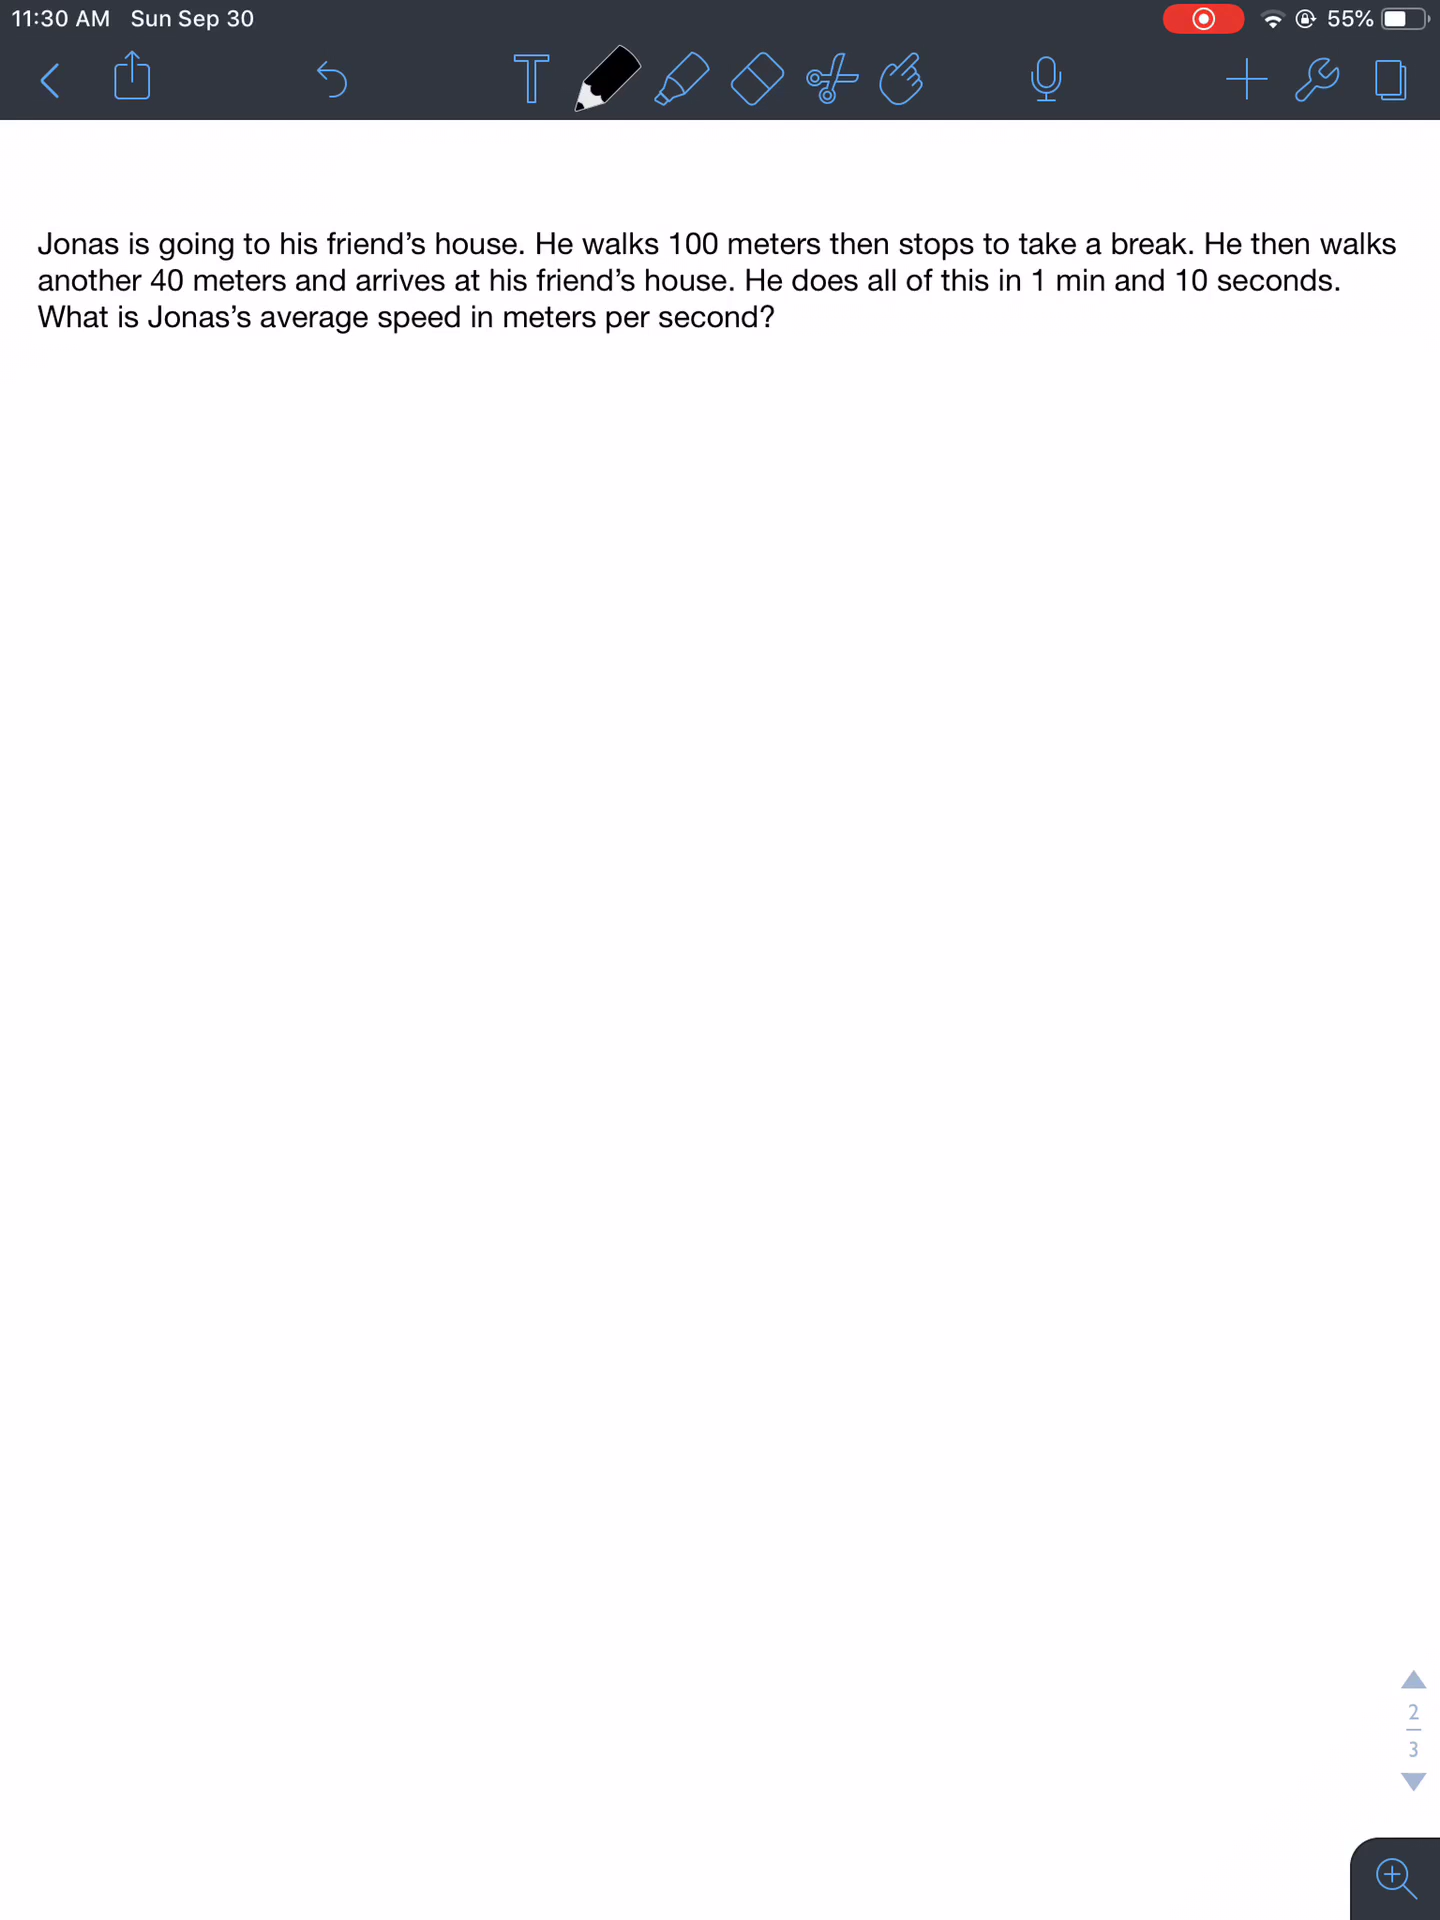 11:30 AM Sun Sep 30 55%
T
Jonas is going to his friend’s house. He walks 100 meters then stops to take a break. He then walks
another 40 meters and arrives at his friend’s house. He does all of this in 1 min and 10 seconds.
What is Jonas’s average speed in meters per second?
2
3